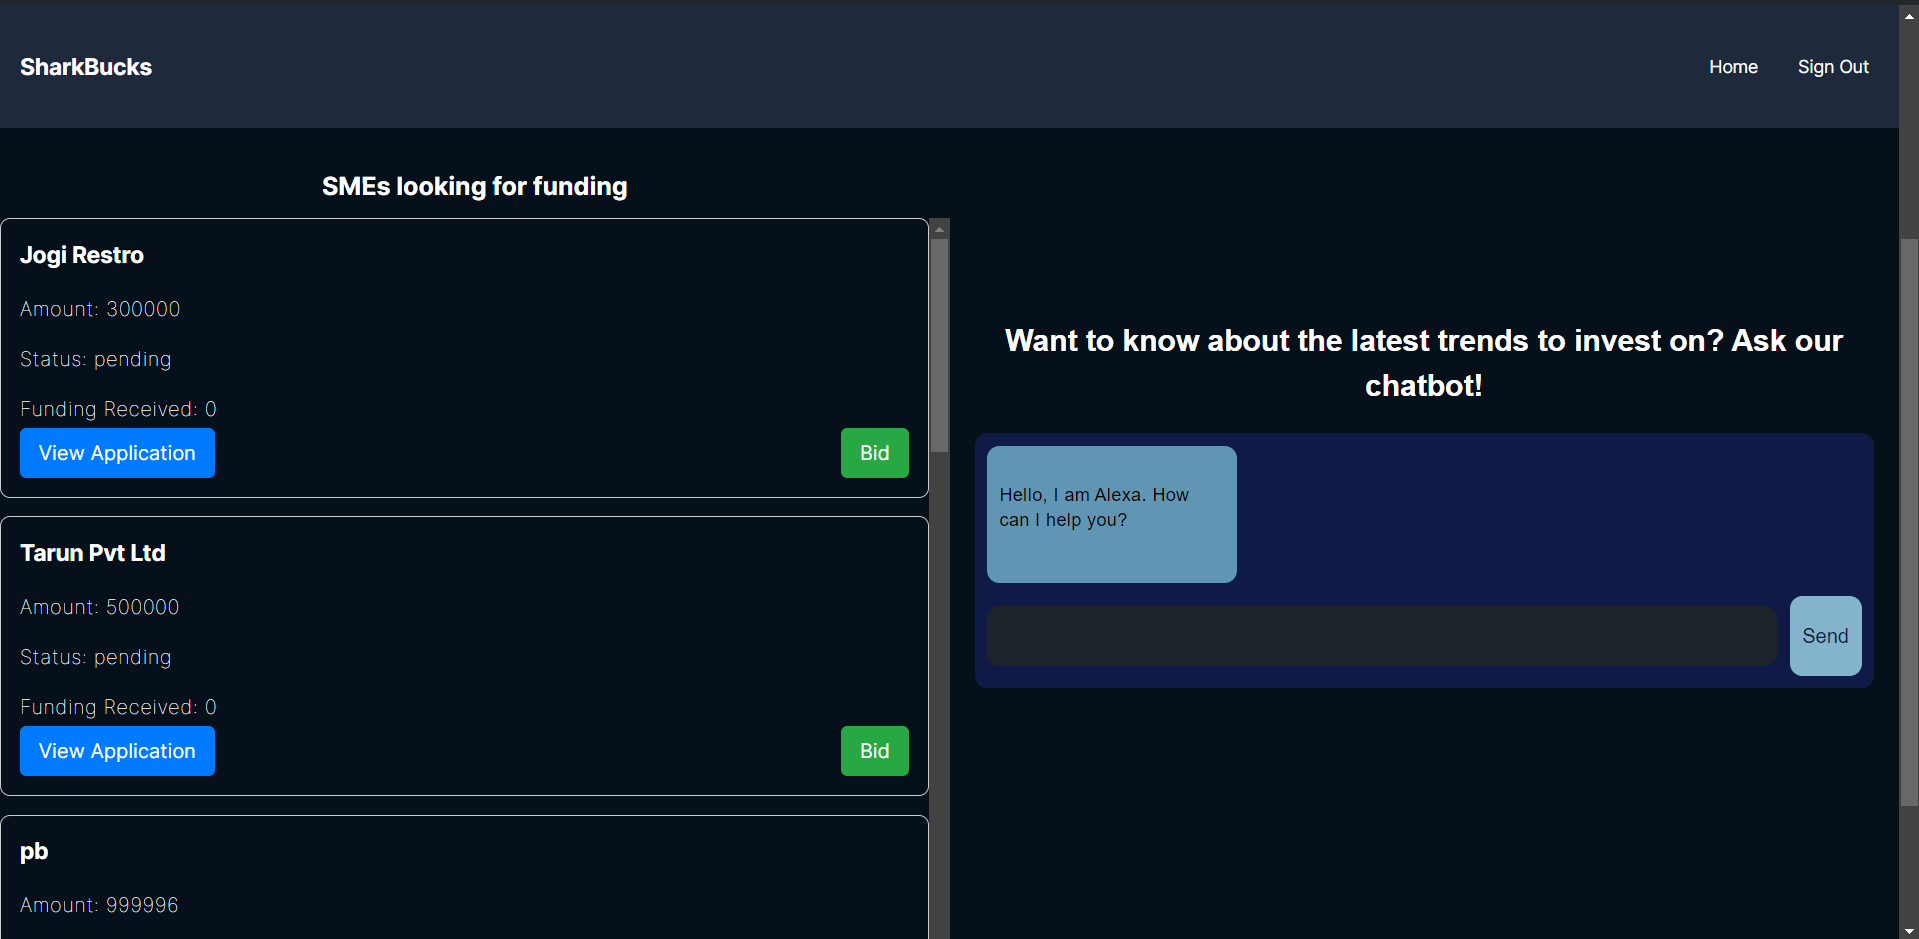 SharkBucks
Home
Sign Out
SMEs looking for funding
Jogi Restro
Amount: 300000
Status: pending
Funding Received: 0
View Application
Bid
Tarun Pvt Ltd
Amount: 500000
Status: pending
Funding Received: 0
View Application
Bid
pb
Amount: 999996
Want to know about the latest trends to invest on? Ask our
chatbot!
Hello, I am Alexa. How
can I help you?
Send